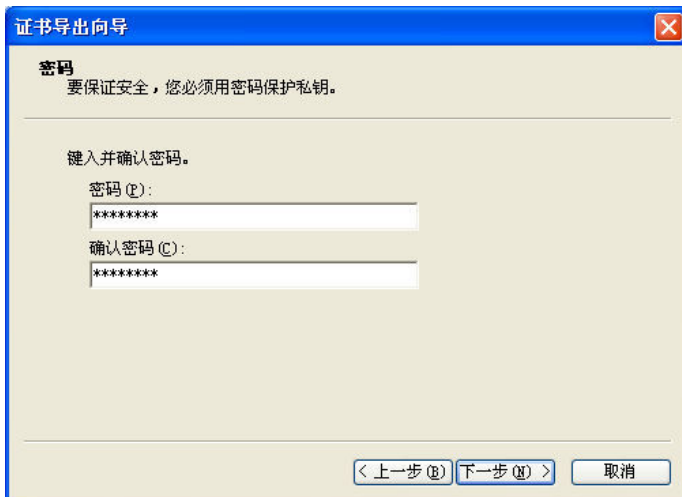 证书导出向导
密码
要保证安全，您必须用密码保护私钥。
键入并确认密码。
密码(P):
********
确认密码(C):
********
< 上一步(B) 下一步(N) > 取消